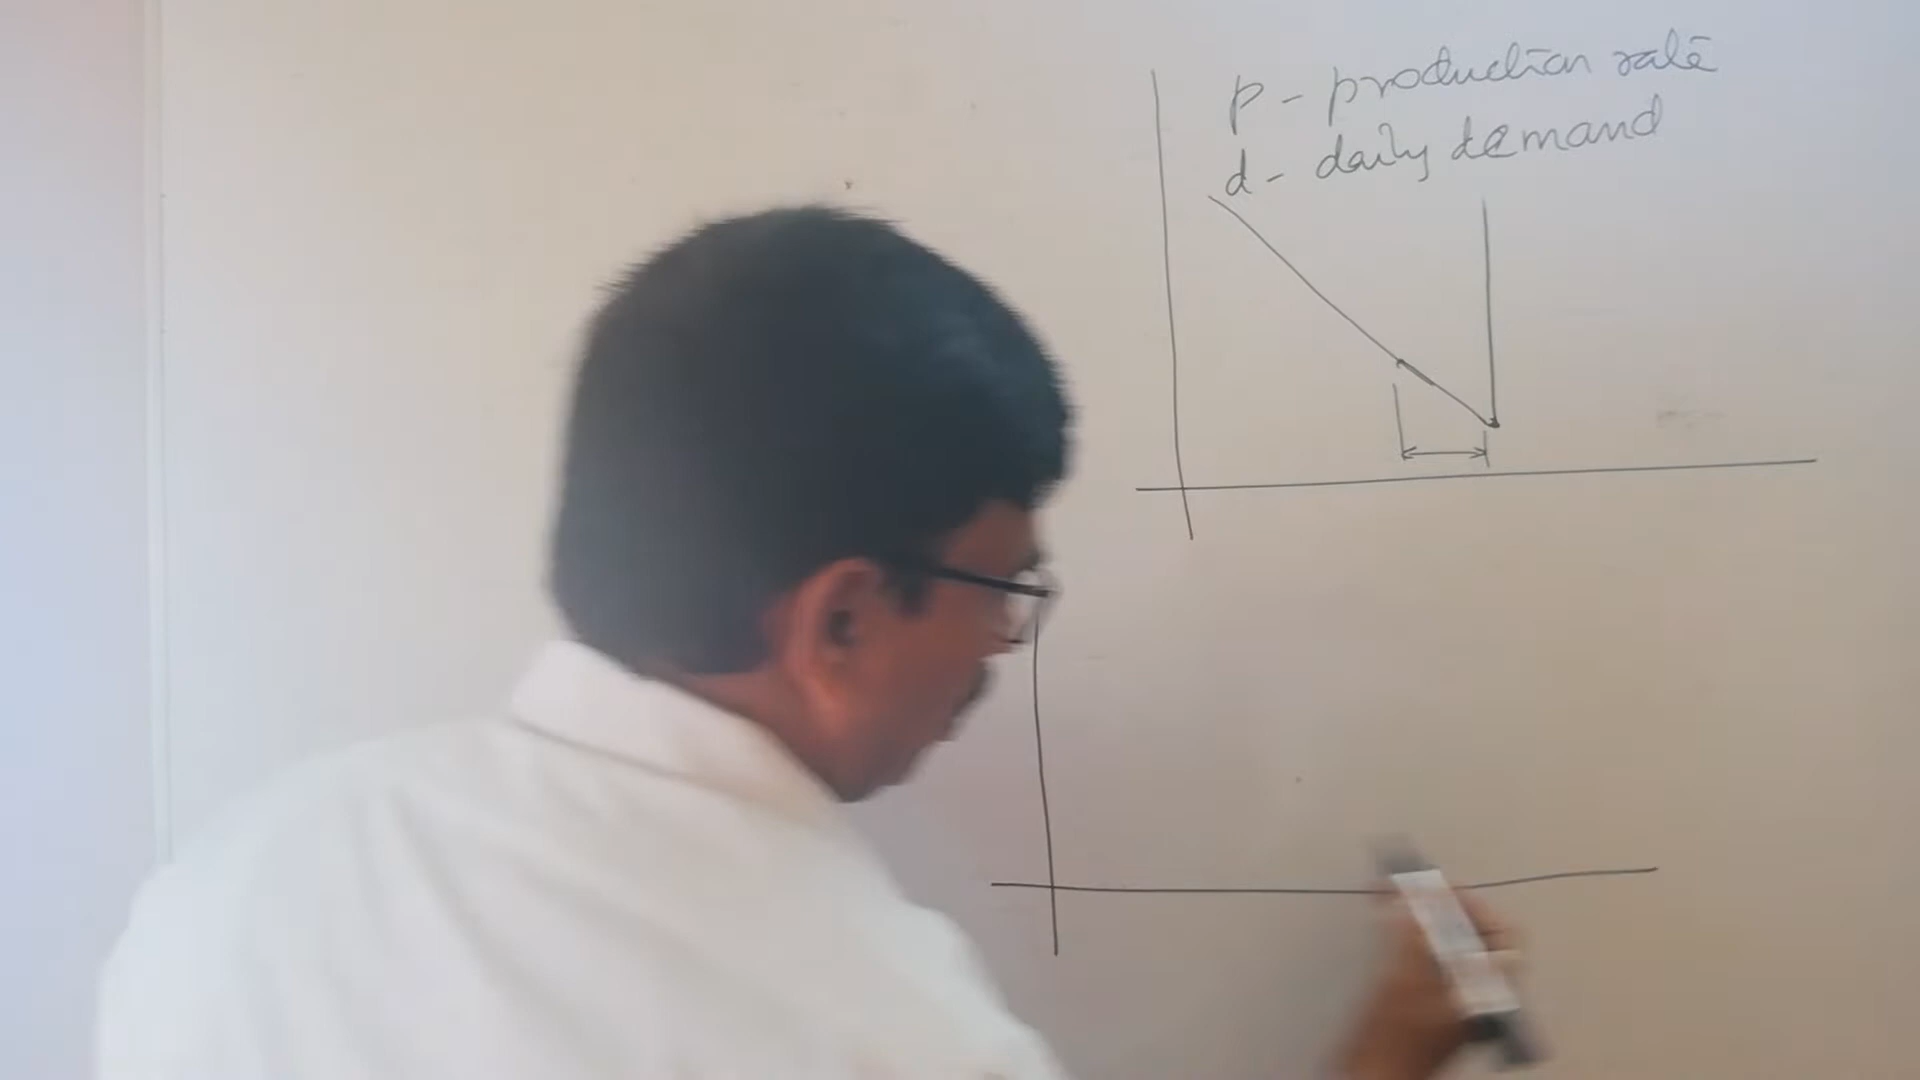 p - production rate
d - daily demand